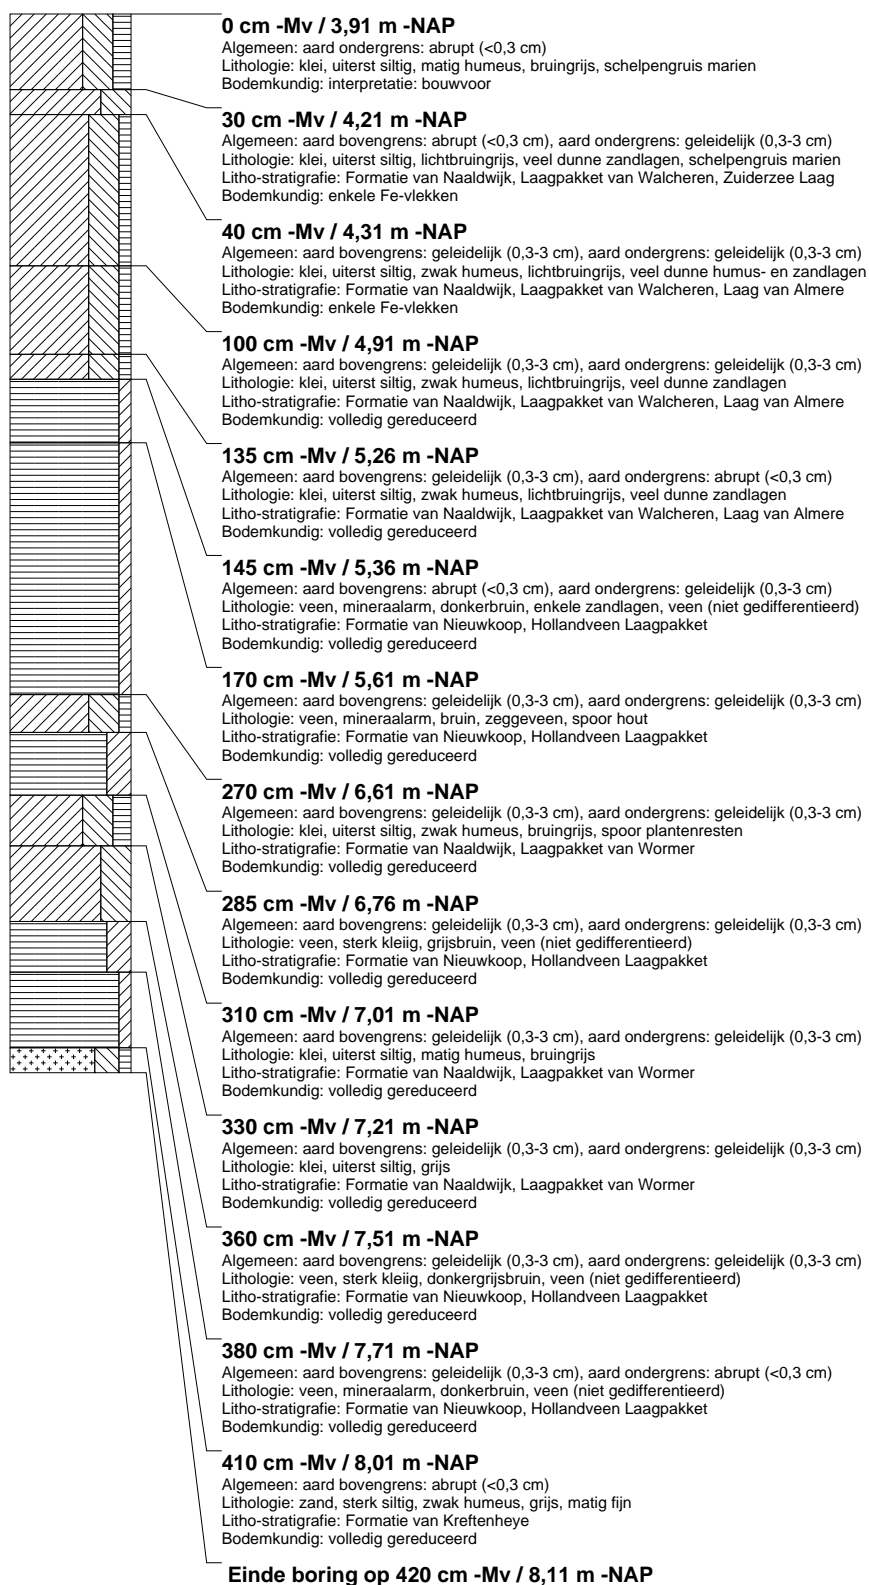 0 cm -Mv / 3,91 m -NAP
Algemeen: aard ondergrens: abrupt (<0,3 cm)
Lithologie: klei, uiterst siltig, matig humeus, bruingrijs, schelpengruis marien
Bodemkundig: interpretatie: bouwvoor
30 cm -Mv / 4,21 m -NAP
Algemeen: aard bovengrens: abrupt (<0,3 cm), aard ondergrens: geleidelijk (0,3-3 cm)
Lithologie: klei, uiterst siltig, lichtbruingrijs, veel dunne zandlagen, schelpengruis marien
Litho-stratigrafie: Formatie van Naaldwijk, Laagpakket van Walcheren, Zuiderzee Laag
Bodemkundig: enkele Fe-vlekken
40 cm -Mv / 4,31 m -NAP
Algemeen: aard bovengrens: geleidelijk (0,3-3 cm), aard ondergrens: geleidelijk (0,3-3 cm)
Lithologie: klei, uiterst siltig, zwak humeus, lichtbruingrijs, veel dunne humus- en zandlagen
Litho-stratigrafie: Formatie van Naaldwijk, Laagpakket van Walcheren, Laag van Almere
Bodemkundig: enkele Fe-vlekken
100 cm -Mv / 4,91 m -NAP
Algemeen: aard bovengrens: geleidelijk (0,3-3 cm), aard ondergrens: geleidelijk (0,3-3 cm)
Lithologie: klei, uiterst siltig, zwak humeus, lichtbruingrijs, veel dunne zandlagen
Litho-stratigrafie: Formatie van Naaldwijk, Laagpakket van Walcheren, Laag van Almere
Bodemkundig: volledig gereduceerd
135 cm -Mv / 5,26 m -NAP
Algemeen: aard bovengrens: geleidelijk (0,3-3 cm), aard ondergrens: abrupt (<0,3 cm)
Lithologie: klei, uiterst siltig, zwak humeus, lichtbruingrijs, veel dunne zandlagen
Litho-stratigrafie: Formatie van Naaldwijk, Laagpakket van Walcheren, Laag van Almere
Bodemkundig: volledig gereduceerd
145 cm -Mv / 5,36 m -NAP
Algemeen: aard bovengrens: abrupt (<0,3 cm), aard ondergrens: geleidelijk (0,3-3 cm)
Lithologie: veen, mineraalarm, donkerbruin, enkele zandlagen, veen (niet gedifferentieerd)
Litho-stratigrafie: Formatie van Nieuwkoop, Hollandveen Laagpakket
Bodemkundig: volledig gereduceerd
170 cm -Mv / 5,61 m -NAP
Algemeen: aard bovengrens: geleidelijk (0,3-3 cm), aard ondergrens: geleidelijk (0,3-3 cm)
Lithologie: veen, mineraalarm, bruin, zeggeveen, spoor hout
Litho-stratigrafie: Formatie van Nieuwkoop, Hollandveen Laagpakket
Bodemkundig: volledig gereduceerd
270 cm -Mv / 6,61 m -NAP
Algemeen: aard bovengrens: geleidelijk (0,3-3 cm), aard ondergrens: geleidelijk (0,3-3 cm)
Lithologie: klei, uiterst siltig, zwak humeus, bruingrijs, spoor plantenresten
Litho-stratigrafie: Formatie van Naaldwijk, Laagpakket van Wormer
Bodemkundig: volledig gereduceerd
285 cm -Mv / 6,76 m -NAP
Algemeen: aard bovengrens: geleidelijk (0,3-3 cm), aard ondergrens: geleidelijk (0,3-3 cm)
Lithologie: veen, sterk kleiig, grijsbruin, veen (niet gedifferentieerd)
Litho-stratigrafie: Formatie van Nieuwkoop, Hollandveen Laagpakket
Bodemkundig: volledig gereduceerd
310 cm -Mv / 7,01 m -NAP
Algemeen: aard bovengrens: geleidelijk (0,3-3 cm), aard ondergrens: geleidelijk (0,3-3 cm)
Lithologie: klei, uiterst siltig, matig humeus, bruingrijs
Litho-stratigrafie: Formatie van Naaldwijk, Laagpakket van Wormer
Bodemkundig: volledig gereduceerd
330 cm -Mv / 7,21 m -NAP
Algemeen: aard bovengrens: geleidelijk (0,3-3 cm), aard ondergrens: geleidelijk (0,3-3 cm)
Lithologie: klei, uiterst siltig, grijs
Litho-stratigrafie: Formatie van Naaldwijk, Laagpakket van Wormer
Bodemkundig: volledig gereduceerd
360 cm -Mv / 7,51 m -NAP
Algemeen: aard bovengrens: geleidelijk (0,3-3 cm), aard ondergrens: geleidelijk (0,3-3 cm)
Lithologie: veen, sterk kleiig, donkergrijsbruin, veen (niet gedifferentieerd)
Litho-stratigrafie: Formatie van Nieuwkoop, Hollandveen Laagpakket
Bodemkundig: volledig gereduceerd
380 cm -Mv / 7,71 m -NAP
Algemeen: aard bovengrens: geleidelijk (0,3-3 cm), aard ondergrens: abrupt (<0,3 cm)
Lithologie: veen, mineraalarm, donkerbruin, veen (niet gedifferentieerd)
Litho-stratigrafie: Formatie van Nieuwkoop, Hollandveen Laagpakket
Bodemkundig: volledig gereduceerd
410 cm -Mv / 8,01 m -NAP
Algemeen: aard bovengrens: abrupt (<0,3 cm)
Lithologie: zand, sterk siltig, zwak humeus, grijs, matig fijn
Litho-stratigrafie: Formatie van Kreftenheye
Bodemkundig: volledig gereduceerd
Einde boring op 420 cm -Mv / 8,11 m -NAP